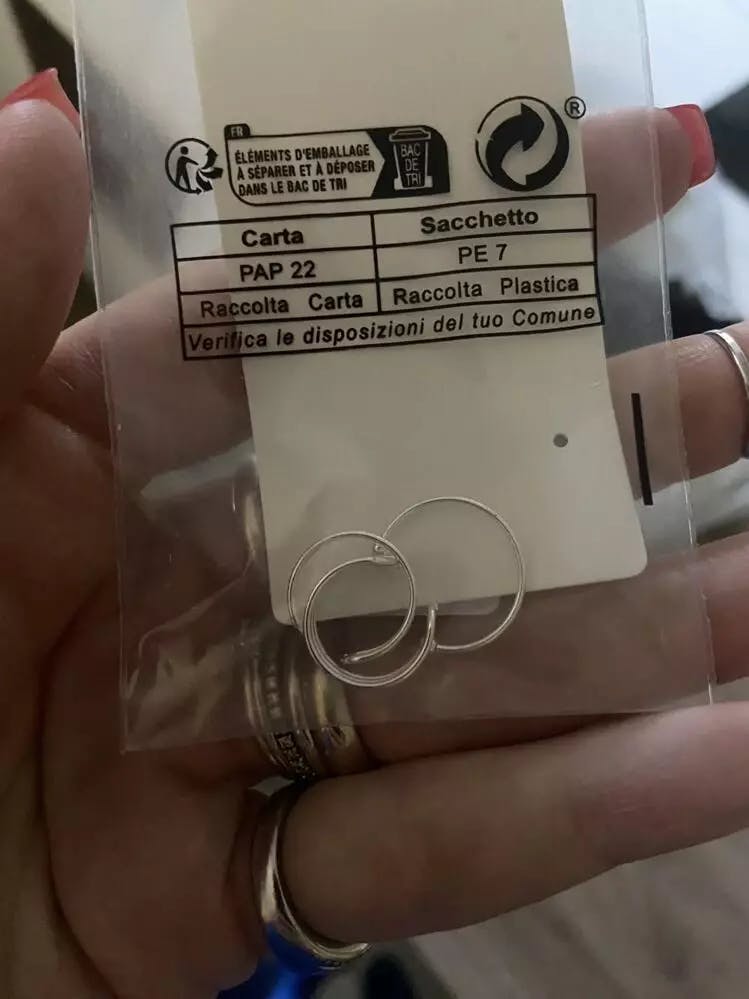 FR
ÉLÉMENTS D'EMBALLAGE
À SÉPARER ET À DÉPOSER
DANS LE BAC DE TRI
BAC
DE
TRI
®
Carta Sacchetto
PAP 22 PE 7
Raccolta Carta Raccolta Plastica
Verifica le disposizioni del tuo Comune